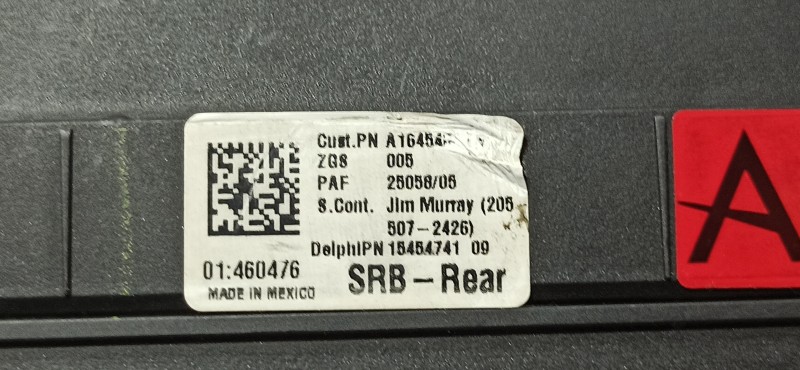 Cust.PN
ZGS 005
PAF 25058/05
S.Cont. Jim Murray (205
507-2426)
DelphiPN 15454741 09
01:460476
SRB-Rear
MADE IN MEXICO
A